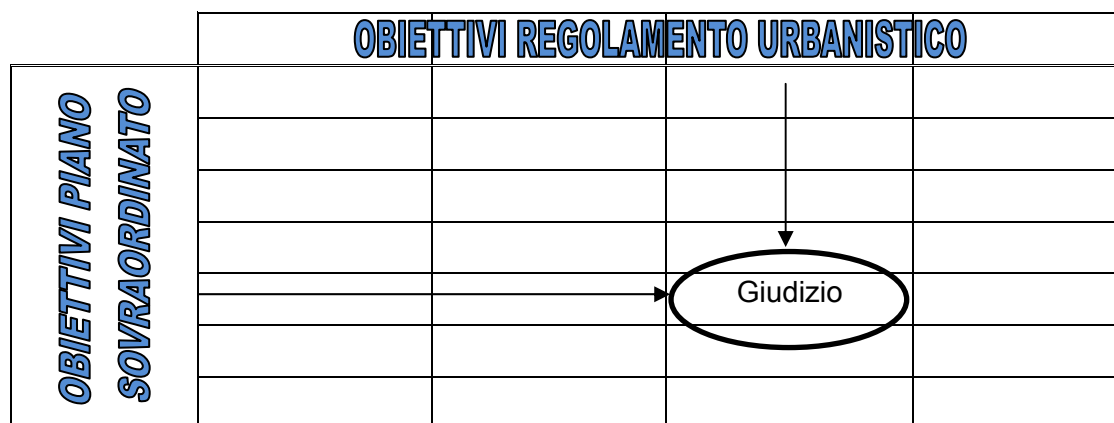 OBIETTIVI REGOLAMENTO URBANISTICO
OBIETTIVI PIANO
SOVRAORDINATO
Giudizio